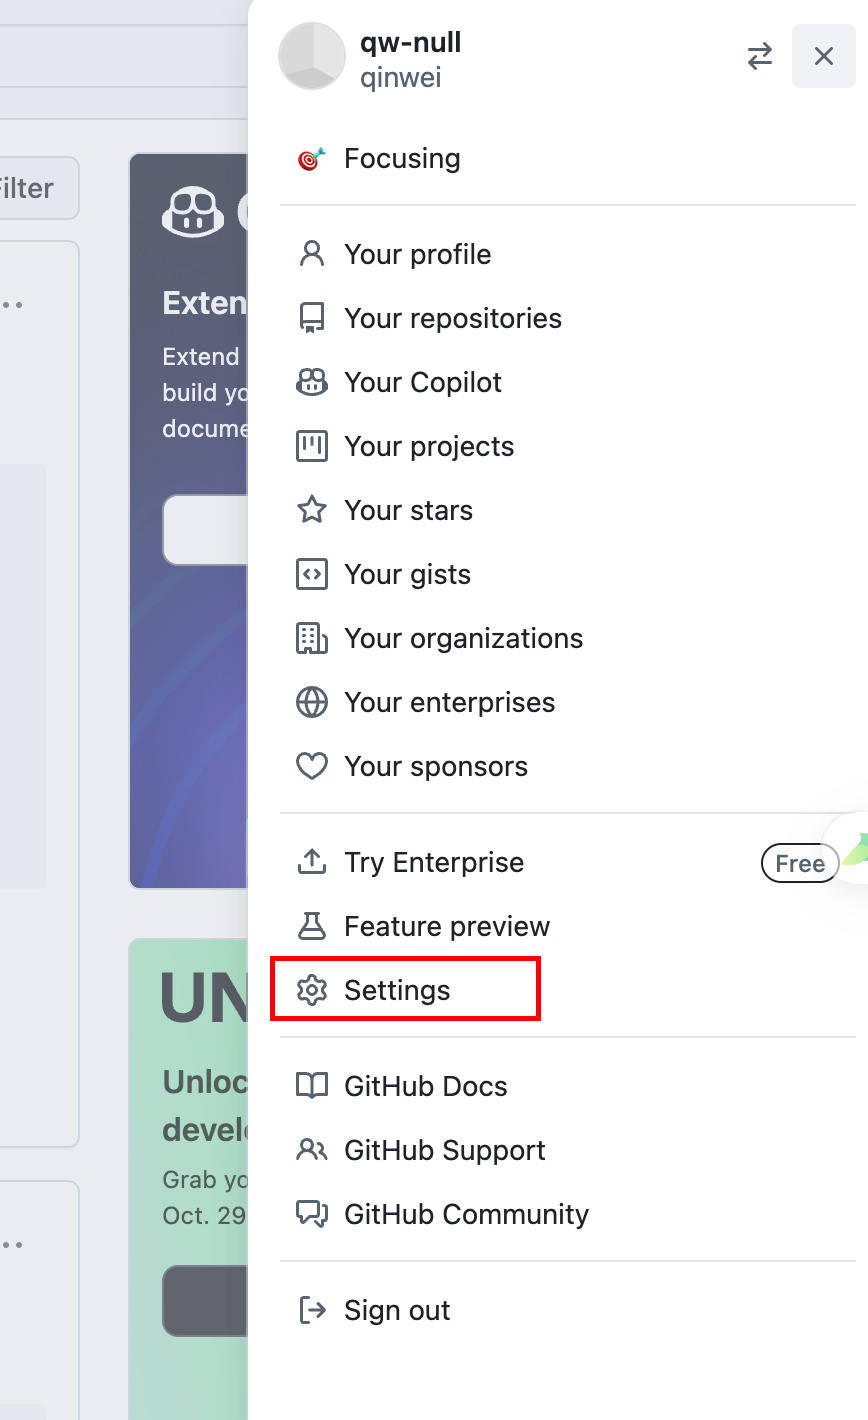 qw-null
qinwei
Focusing
Filter
Your profile
Exten
Your repositories
Extend
build yo
docume
Your Copilot
Your projects
Your stars
Your gists
Your organizations
Your enterprises
Your sponsors
Try Enterprise
Free
Feature preview
UN
Settings
Unloc
devel
GitHub Docs
Grab yo
Oct. 29
GitHub Support
GitHub Community
Sign out